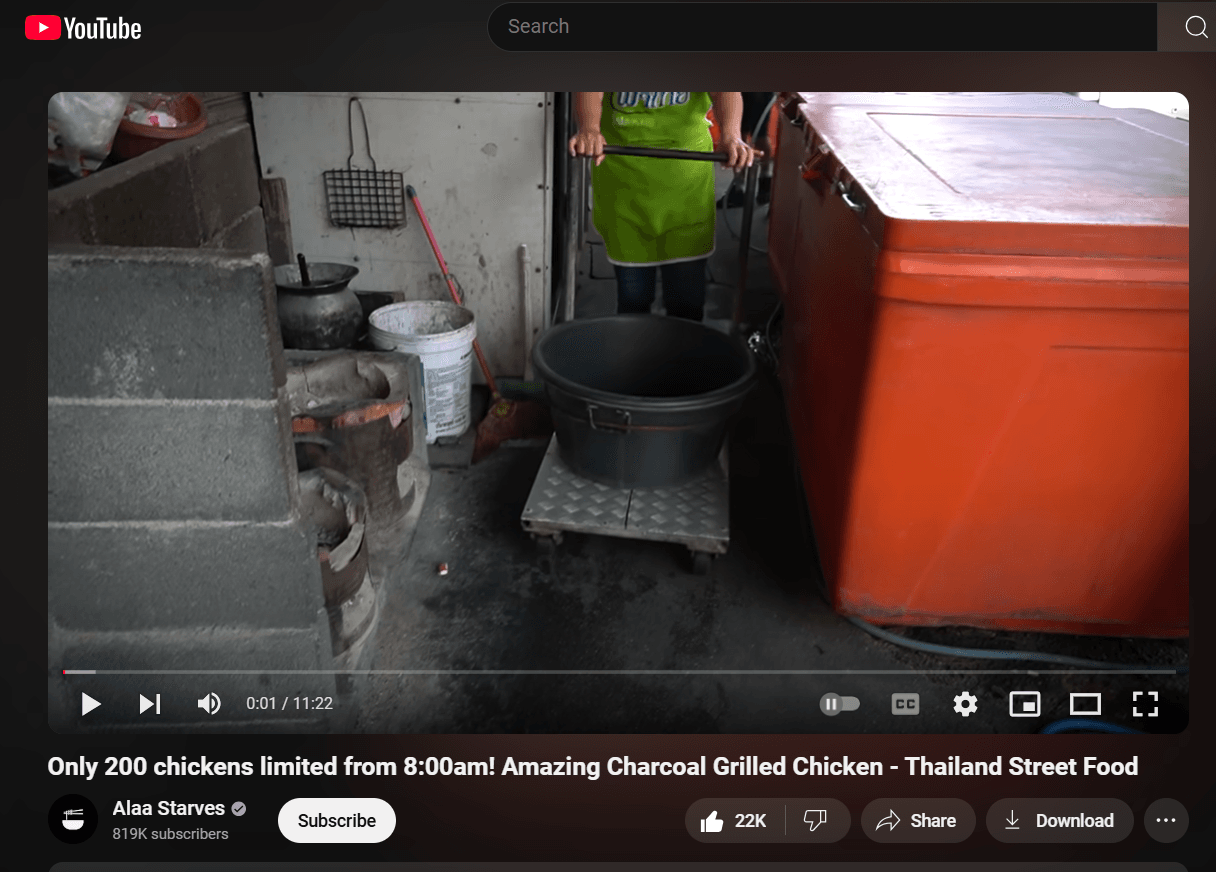 YouTube
Search
0:01 / 11:22
CC
Only 200 chickens limited from 8:00am! Amazing Charcoal Grilled Chicken - Thailand Street Food
Alaa Starves
819K subscribers
Subscribe
22K
Share
Download